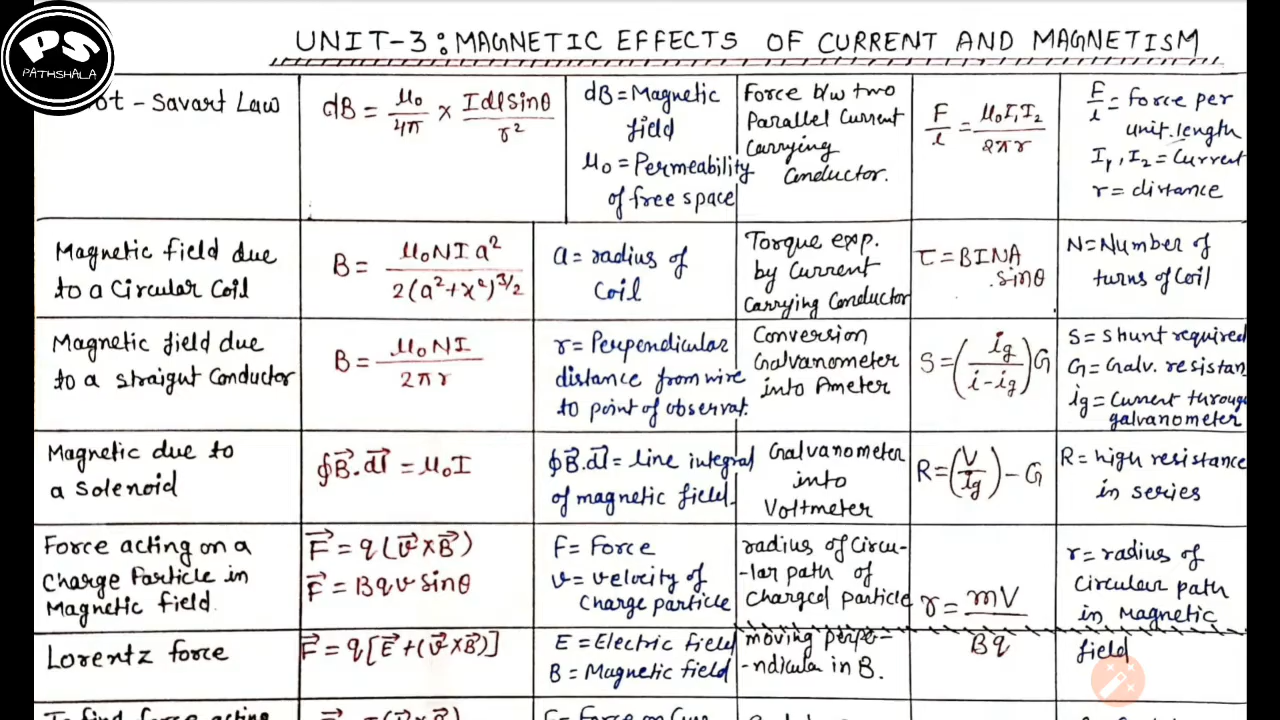 PS
PATHSHALA
UNIT-3: MAGNETIC EFFECTS OF CURRENT AND MAGNETISM
ot - Savart Law
dB = μ₀/4π × Idl sinθ/r²
dB = Magnetic
field
μ₀ = Permeability
of free space
Force b/w two
Parallel Current
Carrying
Conductor.
F/l = μ₀I₁I₂/2πr
F/l = force per
unit length
I₁, I₂ = Current
r = distance
Magnetic field due
to a Circular Coil
B = μ₀NIa²/2(a²+x²)^3/2
a = radius of
Coil
Torque exp.
by Current
Carrying Conductor
τ = BINA
sinθ
N = Number of
turns of Coil
Magnetic field due
to a straigut Conductor
B = μ₀NI/2πr
r = Perpendicular
distance from wire
to point of observat.
Conversion
Galvanometer
into Ameter
S = (ig/i-ig)G
S = Shunt required
G = Galv. resistan
ig = Current throug
galvanometer
Magnetic due to
a Solenoid
∮B⃗.dl⃗ = μ₀I
∮B⃗.dl⃗ = line integral
of magnetic field.
Galvanometer
into
Voltmeter
R = (V/ig) - G
R = high resistance
in series
Force acting on a
Charge Particle in
Magnetic field.
F⃗ = q(v⃗×B⃗)
F⃗ = Bqv sinθ
F = Force
v = velocity of
Charge particle
radius of Circu-
-lar path of
Charged particle
moving perpe-
-ndicular in B.
r = mV/Bq
r = radius of
Circular path
in Magnetic
field
Lorentz force
F⃗ = q[E⃗+(v⃗×B⃗)]
E = Electric field
B = Magnetic field